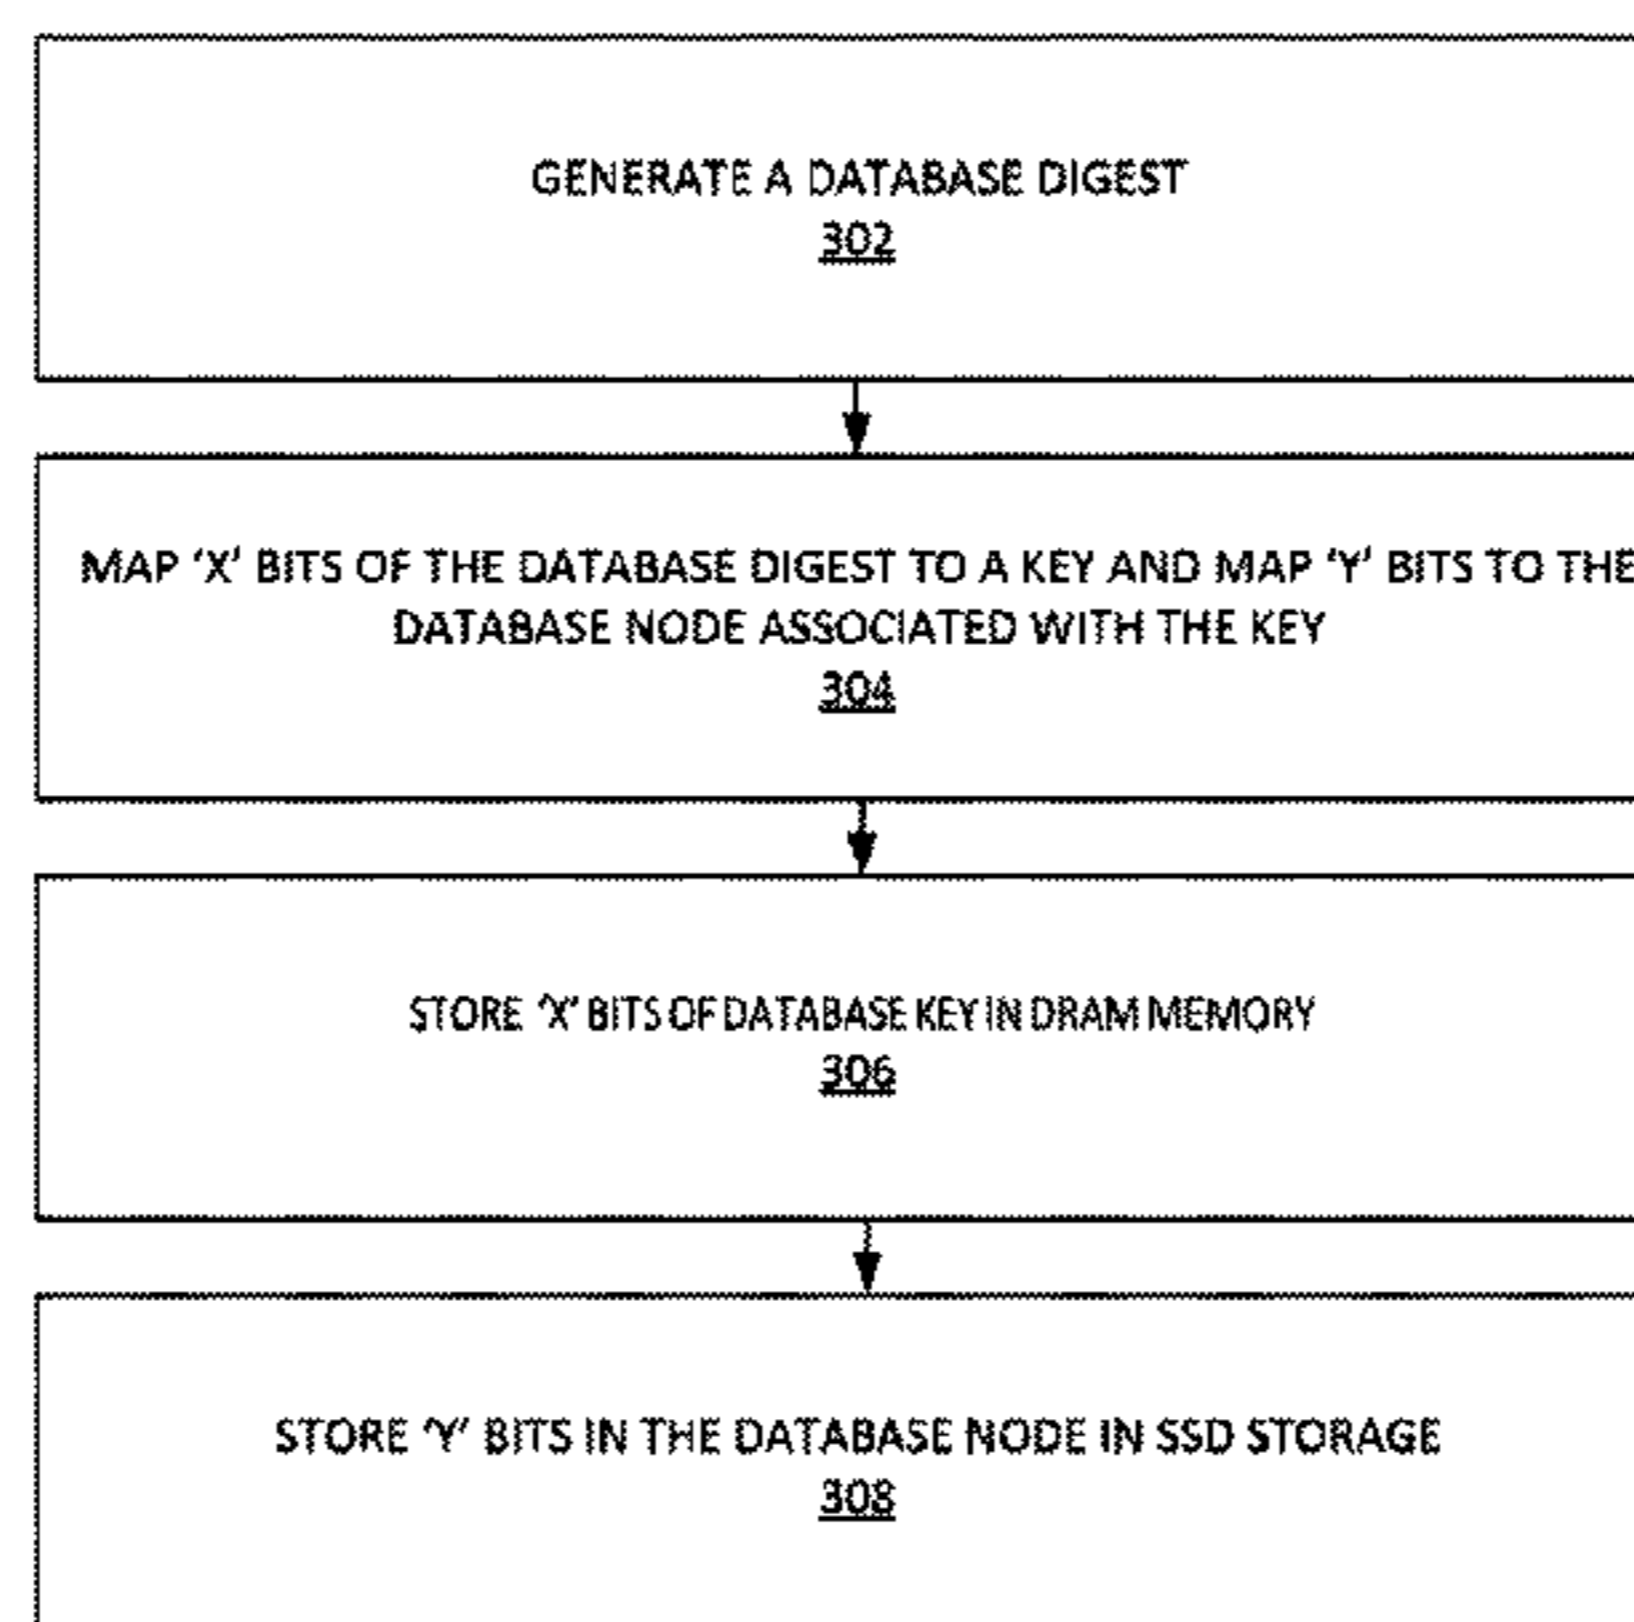 GENERATE A DATABASE DIGEST
302
MAP ‘X’ BITS OF THE DATABASE DIGEST TO A KEY AND MAP ‘Y’ BITS TO THE
DATABASE NODE ASSOCIATED WITH THE KEY
304
STORE ‘X’ BITS OF DATABASE KEY IN DRAM MEMORY
306
STORE ‘Y’ BITS IN THE DATABASE NODE IN SSD STORAGE
308